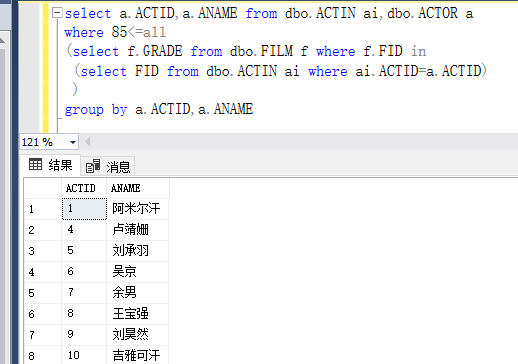 select a.ACTID,a.ANAME from dbo.ACTIN ai,dbo.ACTOR a
where 85<=all
(select f.GRADE from dbo.FILM f where f.FID in
(select FID from dbo.ACTIN ai where ai.ACTID=a.ACTID)
)
group by a.ACTID,a.ANAME
121 %
结果 消息
ACTID ANAME
1 1 阿米尔汗
2 4 卢靖姗
3 5 刘承羽
4 6 吴京
5 7 余男
6 8 王宝强
7 9 刘昊然
8 10 吉雅可汗